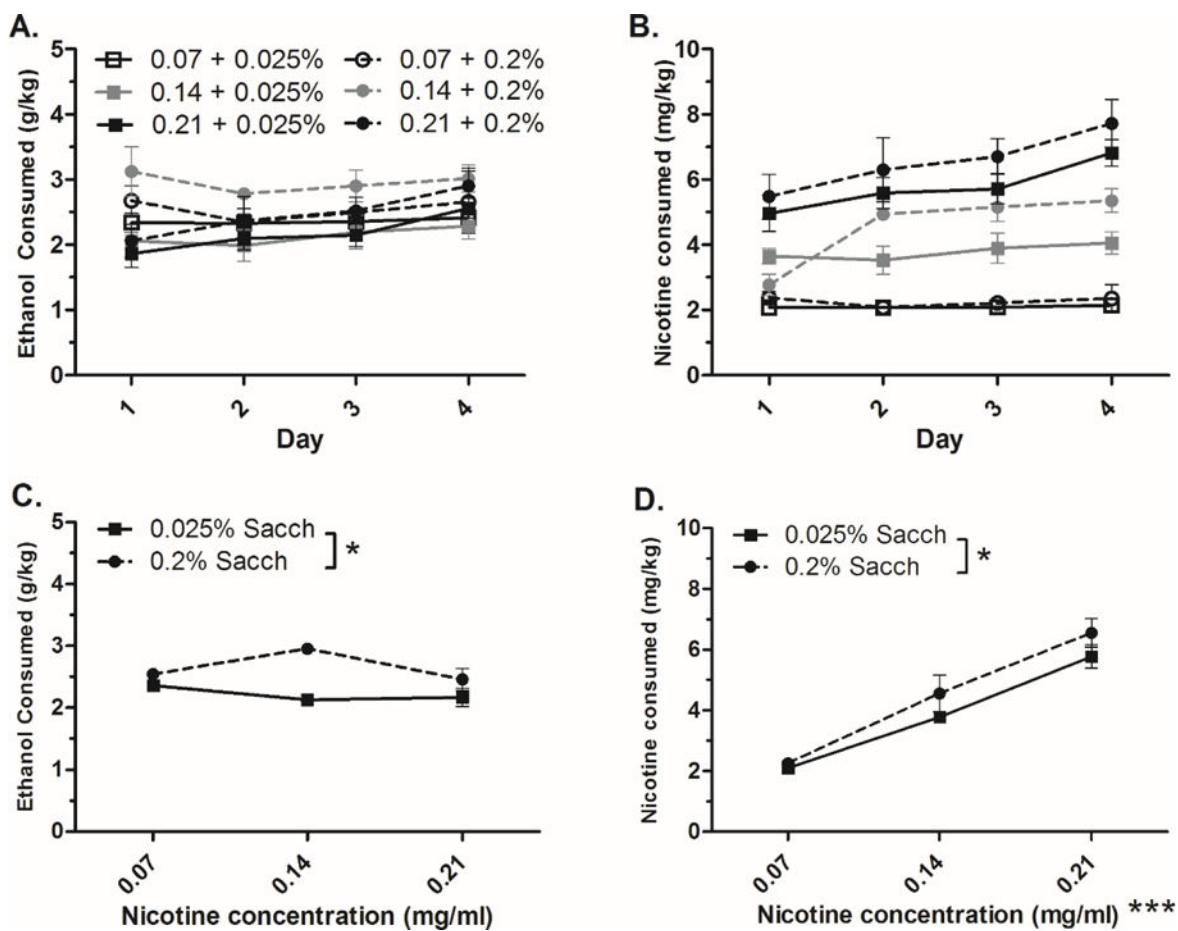 A.
5
4
3
2
1
0
Ethanol Consumed (g/kg)
0.07 + 0.025%
0.07 + 0.2%
0.14 + 0.025%
0.14 + 0.2%
0.21 + 0.025%
0.21 + 0.2%
1
2
3
4
Day
B.
10
8
6
4
2
0
Nicotine consumed (mg/kg)
1
2
3
4
Day
C.
5
4
3
2
1
0
Ethanol Consumed (g/kg)
0.025% Sacch
0.2% Sacch
*
0.07
0.14
0.21
Nicotine concentration (mg/ml)
D.
10
8
6
4
2
0
Nicotine consumed (mg/kg)
0.025% Sacch
0.2% Sacch
*
0.07
0.14
0.21
Nicotine concentration (mg/ml) ***